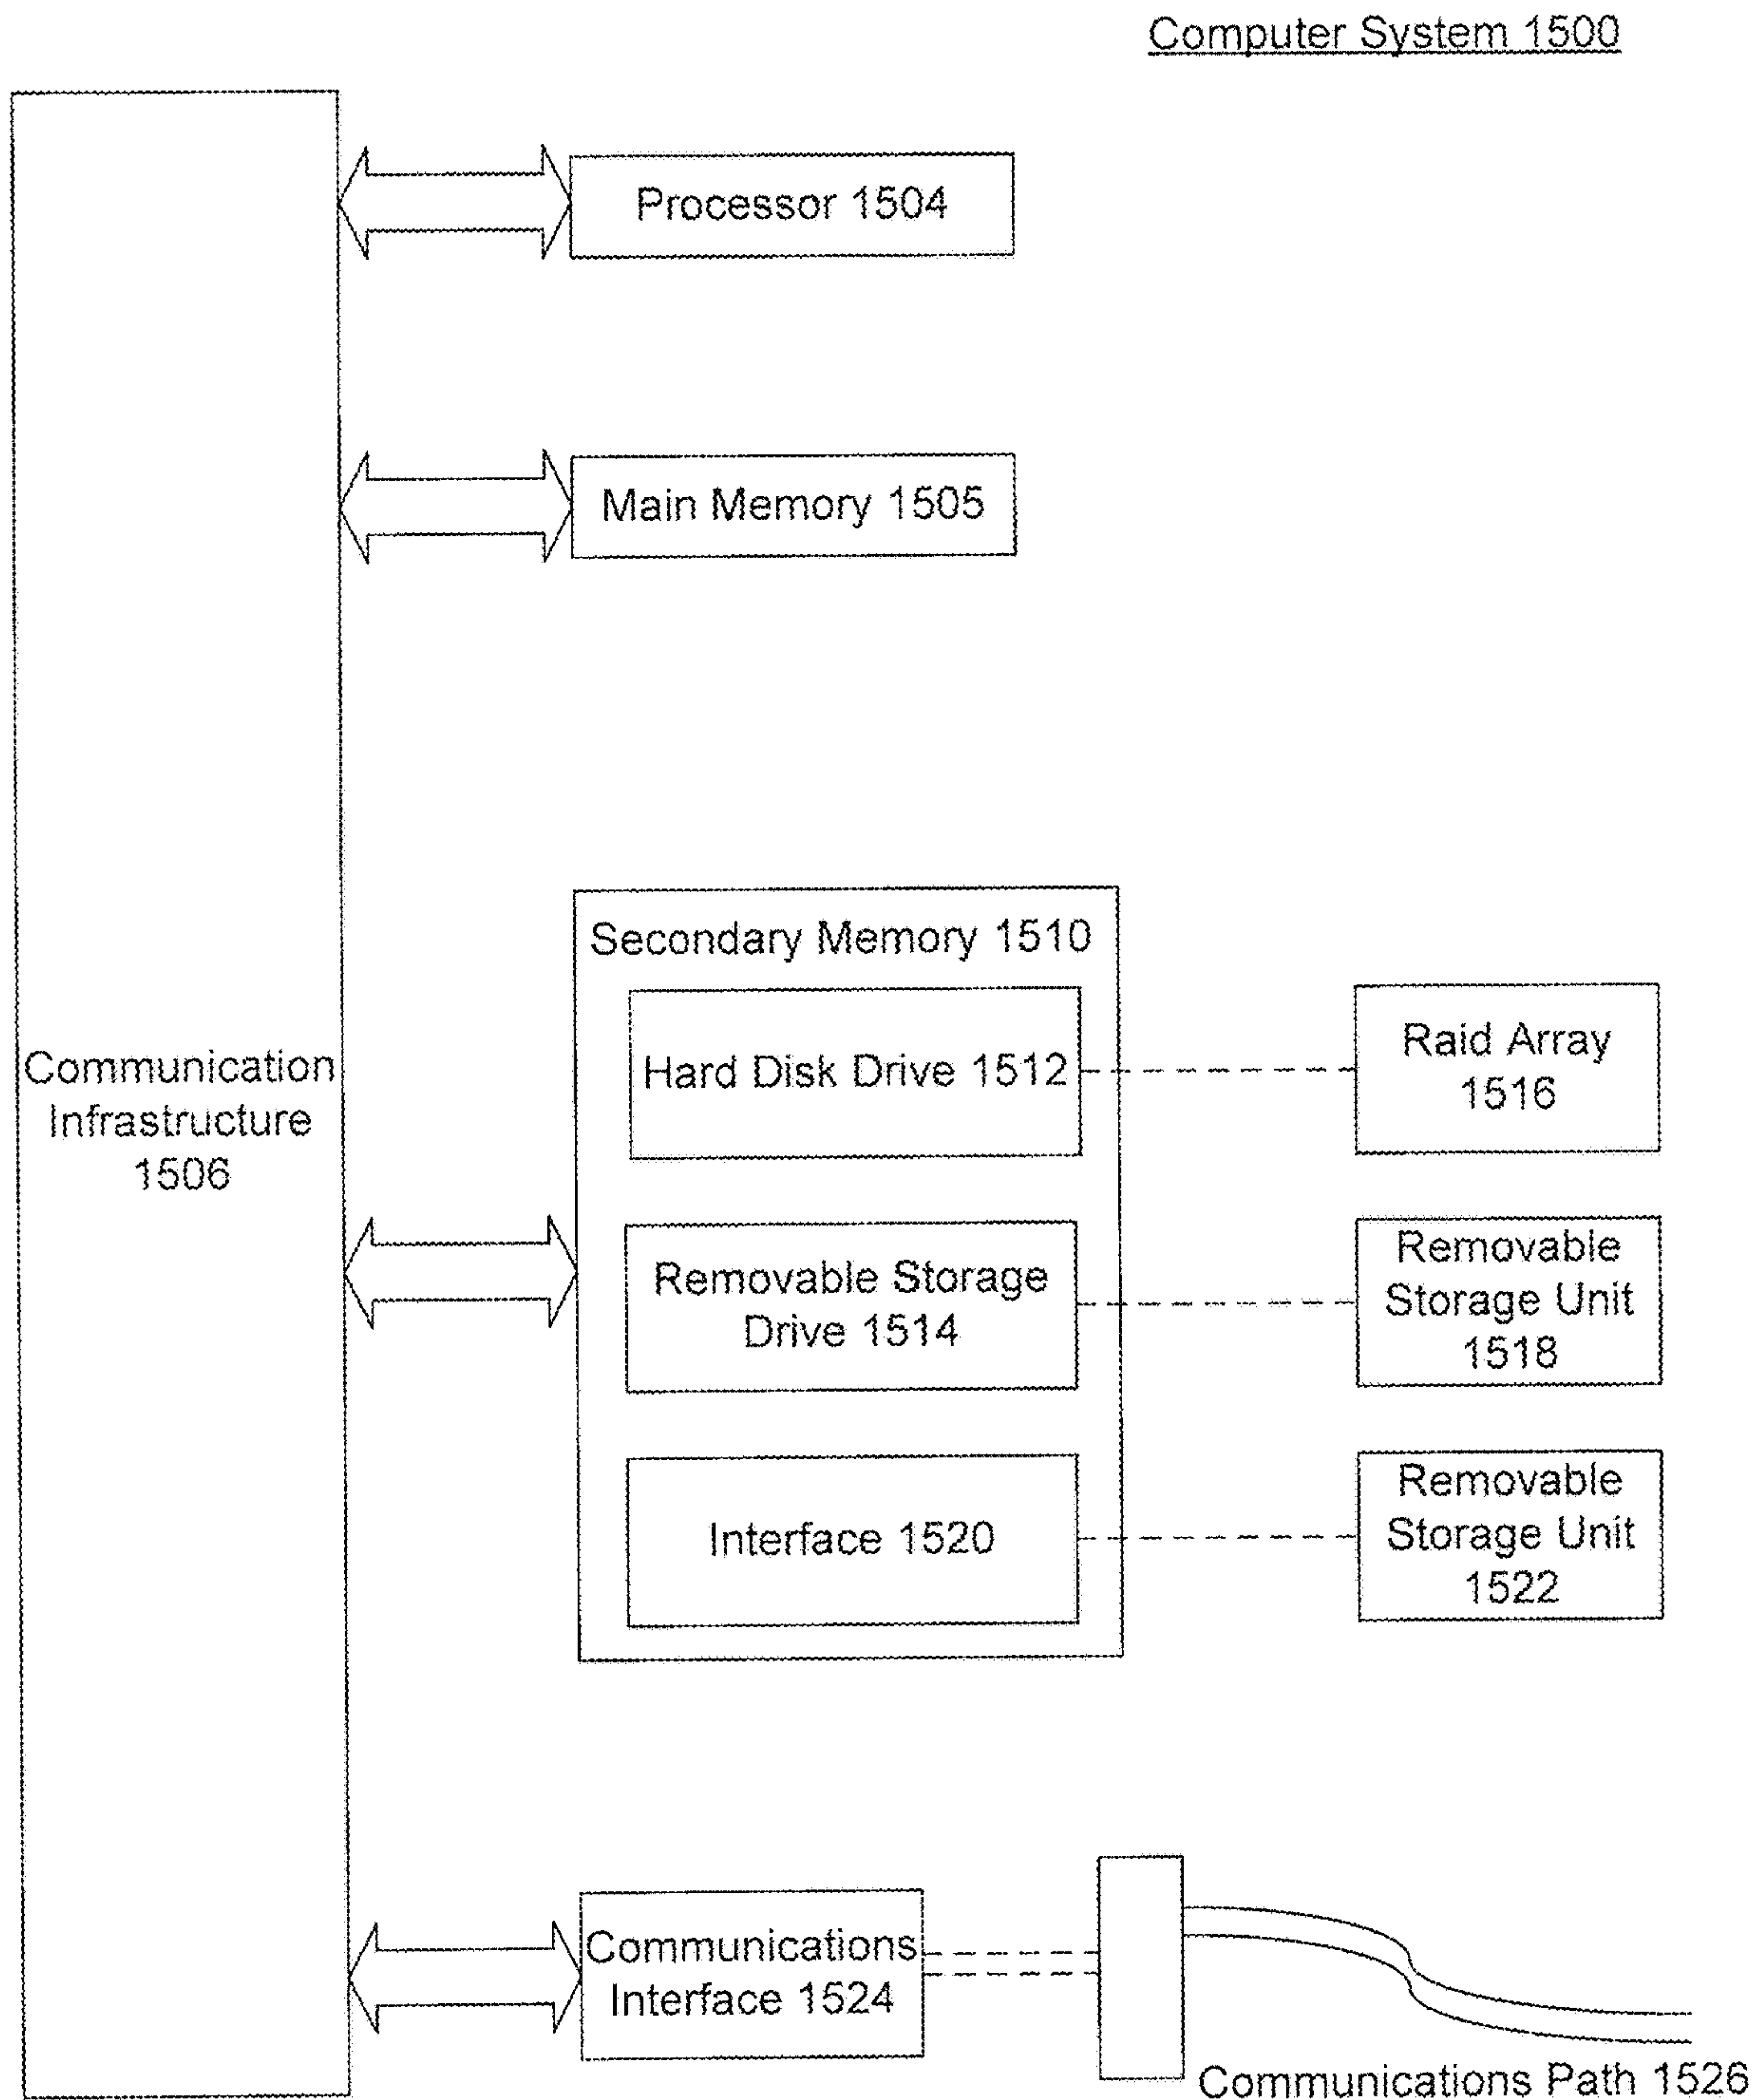 Computer System 1500
Processor 1504
Main Memory 1505
Communication
Infrastructure
1506
Secondary Memory 1510
Hard Disk Drive 1512
Raid Array
1516
Removable Storage
Drive 1514
Removable
Storage Unit
1518
Interface 1520
Removable
Storage Unit
1522
Communications
Interface 1524
Communications Path 1526